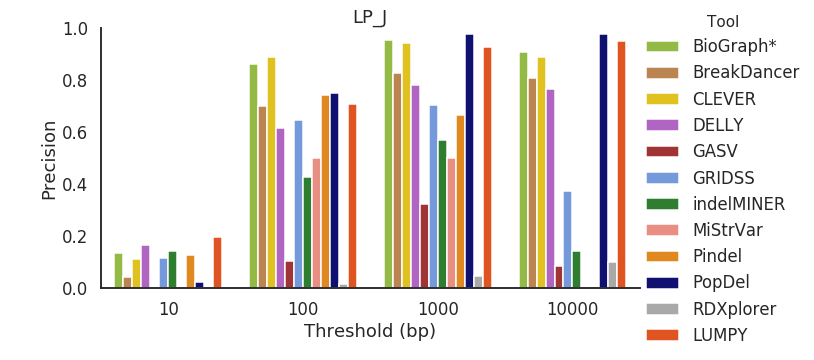 LP_J
Tool
BioGraph*
BreakDancer
CLEVER
DELLY
GASV
GRIDSS
indelMINER
MiStrVar
Pindel
PopDel
RDXplorer
LUMPY
Precision
1.0
0.8
0.6
0.4
0.2
0.0
10 100 1000 10000
Threshold (bp)